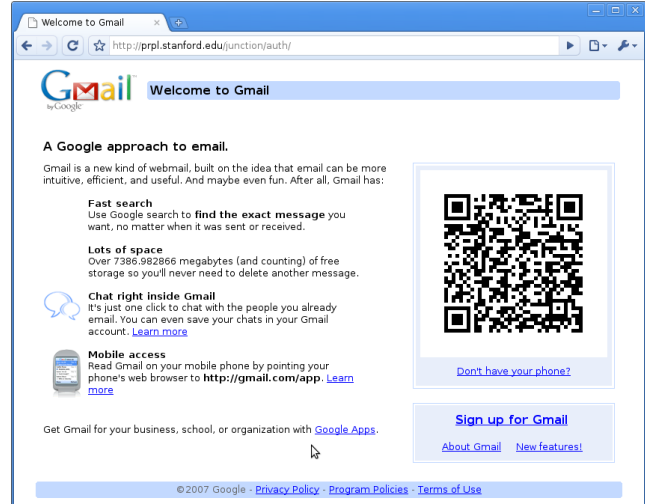 Welcome to Gmail
http://prpl.stanford.edu/junction/auth/
Gmail
by Google
TM
Welcome to Gmail
A Google approach to email.
Gmail is a new kind of webmail, built on the idea that email can be more
intuitive, efficient, and useful. And maybe even fun. After all, Gmail has:
Fast search
Use Google search to find the exact message you
want, no matter when it was sent or received.
Lots of space
Over 7386.982866 megabytes (and counting) of free
storage so you'll never need to delete another message.
Chat right inside Gmail
It's just one click to chat with the people you already
email. You can even save your chats in your Gmail
account. Learn more
Mobile access
Read Gmail on your mobile phone by pointing your
phone's web browser to http://gmail.com/app. Learn
more
Get Gmail for your business, school, or organization with Google Apps.
Don't have your phone?
Sign up for Gmail
About Gmail New features!
©2007 Google - Privacy Policy - Program Policies - Terms of Use